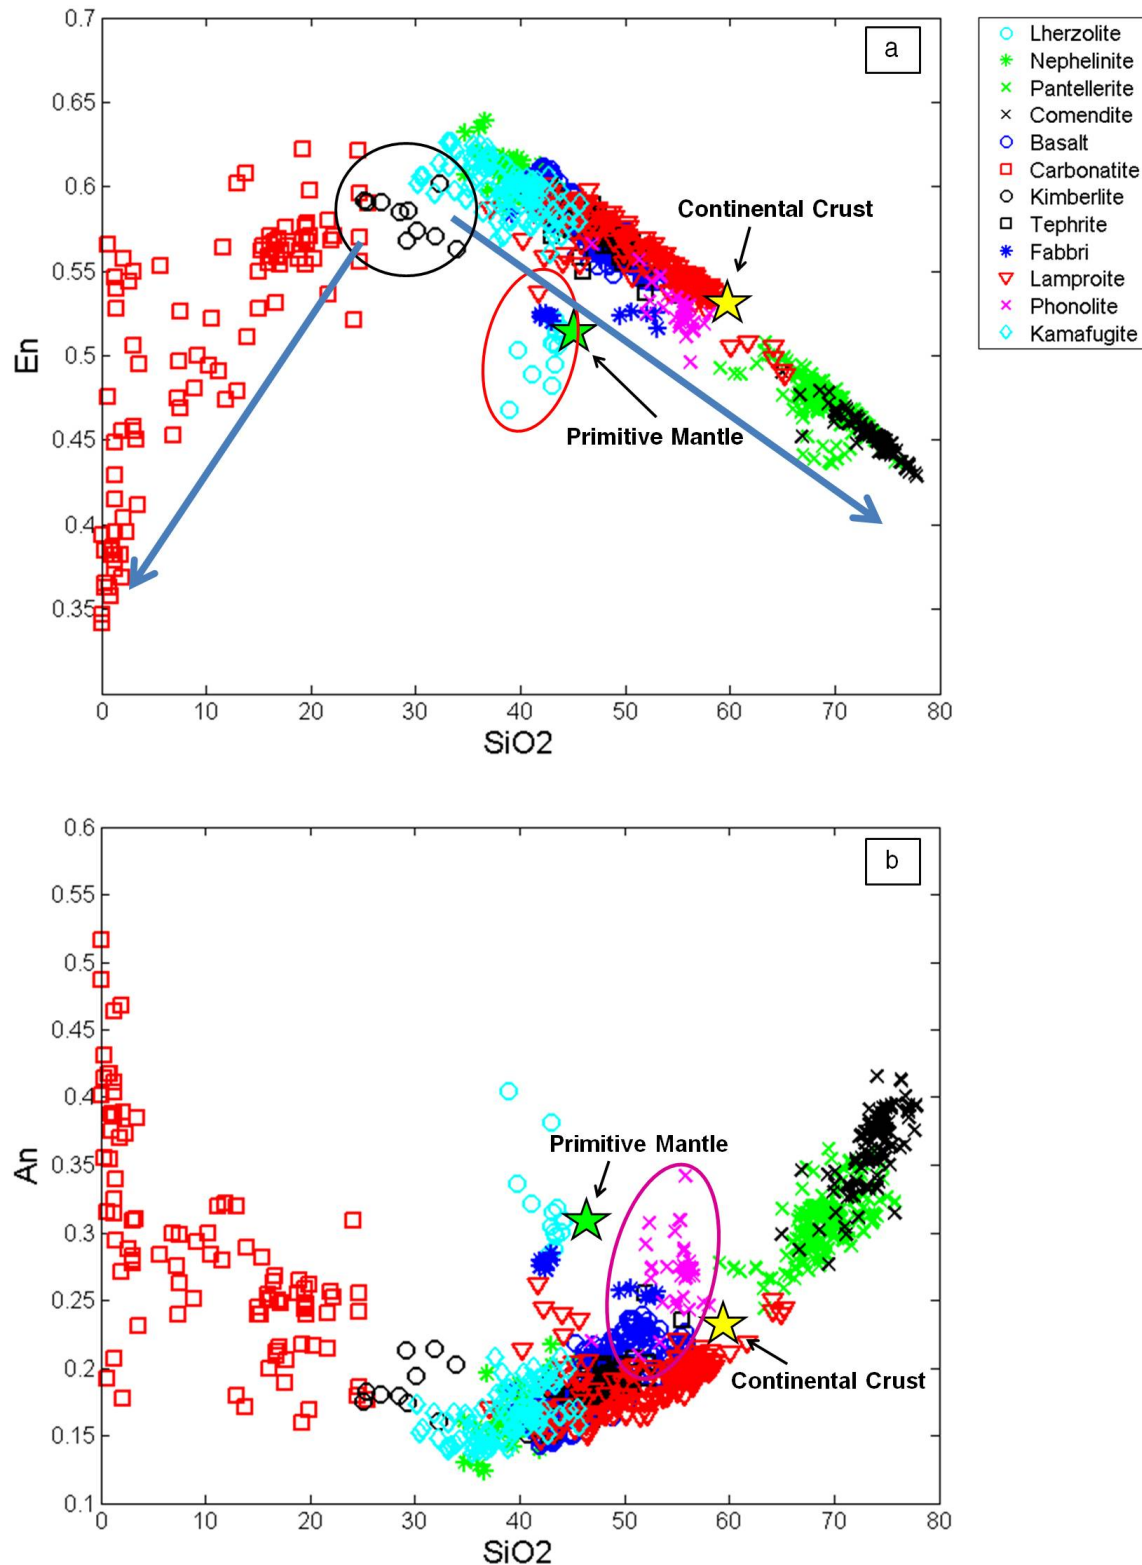 a
0.7
0.65
0.6
0.55
0.5
0.45
0.4
0.35
En
0
10
20
30
40
50
60
70
80
SiO2
Continental Crust
Primitive Mantle
Lherzolite
Nephelinite
Pantellerite
Comendite
Basalt
Carbonatite
Kimberlite
Tephrite
Fabbri
Lamproite
Phonolite
Kamafugite
b
0.6
0.55
0.5
0.45
0.4
0.35
0.3
0.25
0.2
0.15
0.1
An
0
10
20
30
40
50
60
70
80
SiO2
Primitive Mantle
Continental Crust